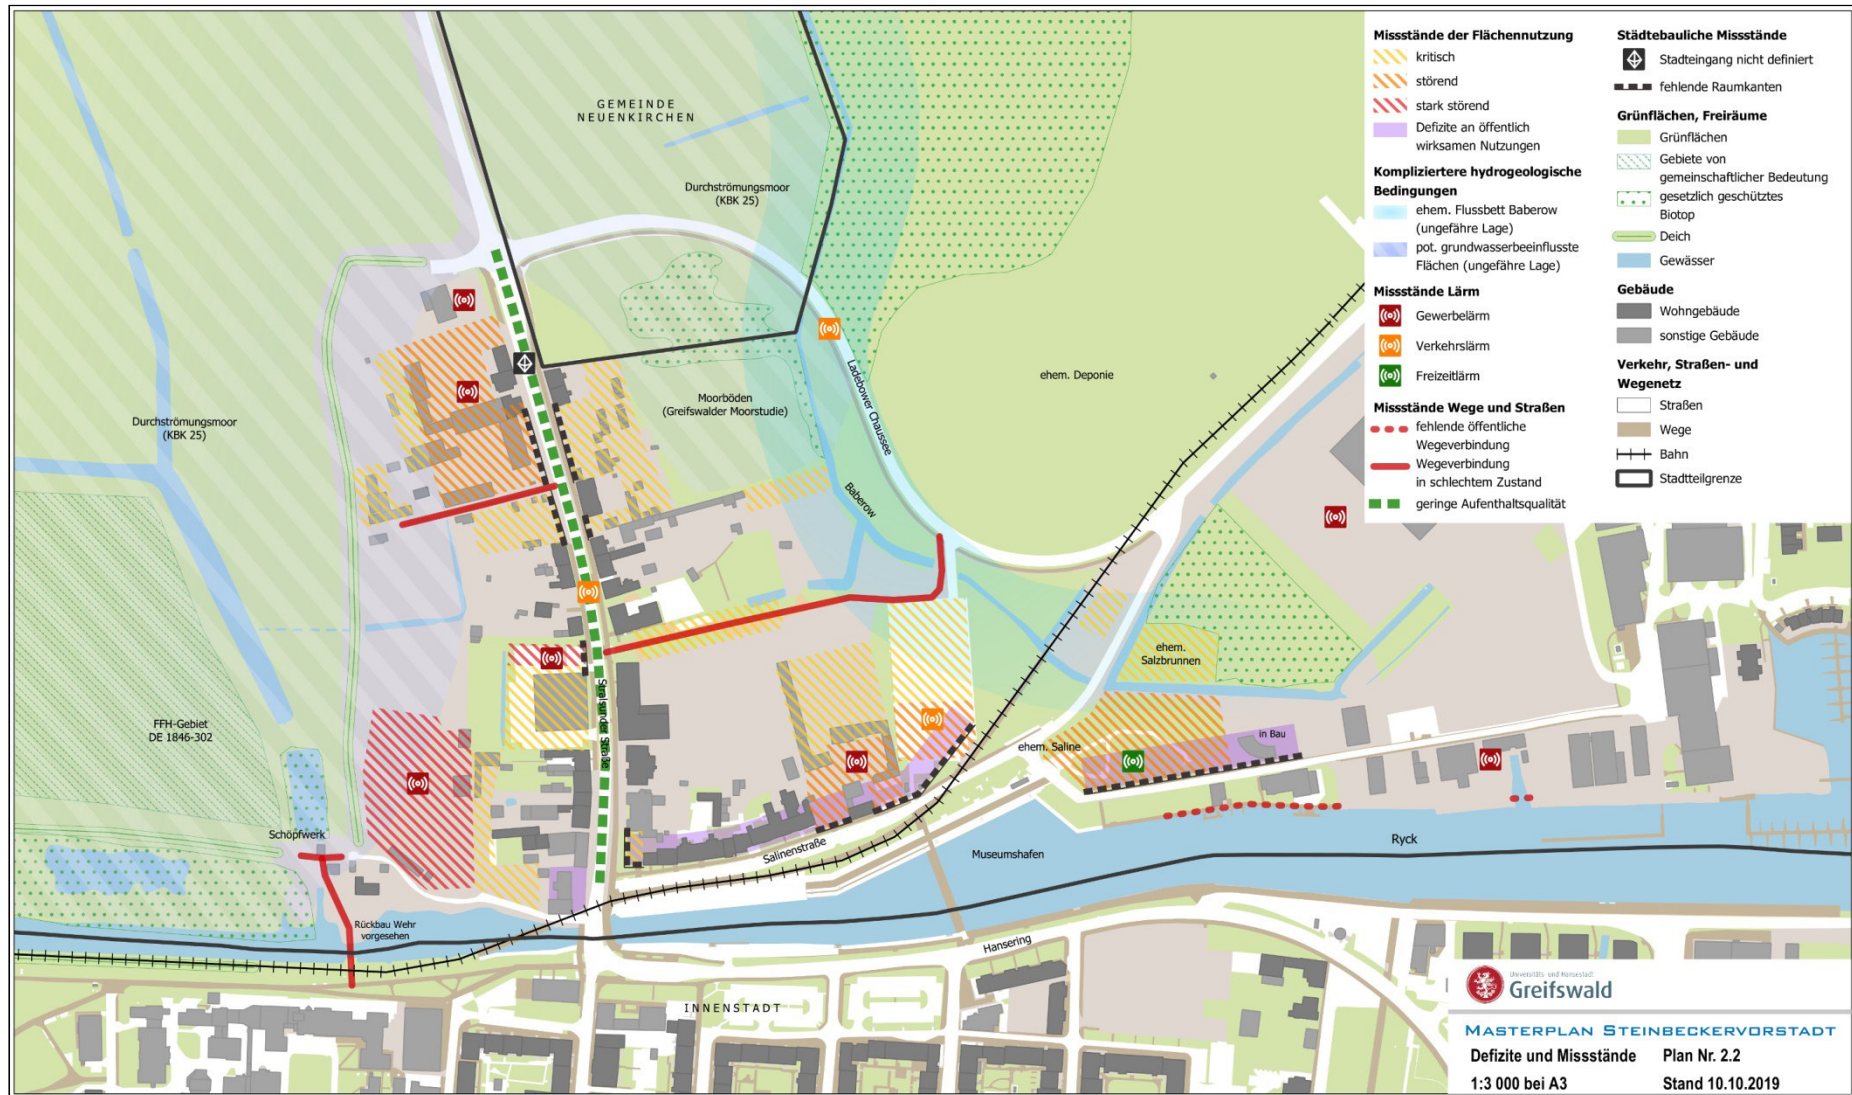 GEMEINDE
NEUENKIRCHEN
Durchströmungsmoor
(KBK 25)
Durchströmungsmoor
(KBK 25)
Moorböden
(Greifswalder Moorstudie)
Ladebower Chaussee
ehem. Deponie
Baberow
ehem.
Salzbrunnen
FFH-Gebiet
DE 1846-302
Stralsunder Straße
ehem. Saline
in Bau
Schöpfwerk
Salinenstraße
Museumshafen
Ryck
Rückbau Wehr
vorgesehen
Hansering
INNENSTADT
Missstände der Flächennutzung
kritisch
störend
stark störend
Defizite an öffentlich
wirksamen Nutzungen
Kompliziertere hydrogeologische
Bedingungen
ehem. Flussbett Baberow
(ungefähre Lage)
pot. grundwasserbeeinflusste
Flächen (ungefähre Lage)
Missstände Lärm
Gewerbelärm
Verkehrslärm
Freizeitlärm
Missstände Wege und Straßen
fehlende öffentliche
Wegeverbindung
Wegeverbindung
in schlechtem Zustand
geringe Aufenthaltsqualität
Städtebauliche Missstände
Stadteingang nicht definiert
fehlende Raumkanten
Grünflächen, Freiräume
Grünflächen
Gebiete von
gemeinschaftlicher Bedeutung
gesetzlich geschütztes
Biotop
Deich
Gewässer
Gebäude
Wohngebäude
sonstige Gebäude
Verkehr, Straßen- und
Wegenetz
Straßen
Wege
Bahn
Stadtteilgrenze
Universitäts- und Hansestadt
Greifswald
MASTERPLAN STEINBECKERVORSTADT
Defizite und Missstände Plan Nr. 2.2
1:3 000 bei A3 Stand 10.10.2019